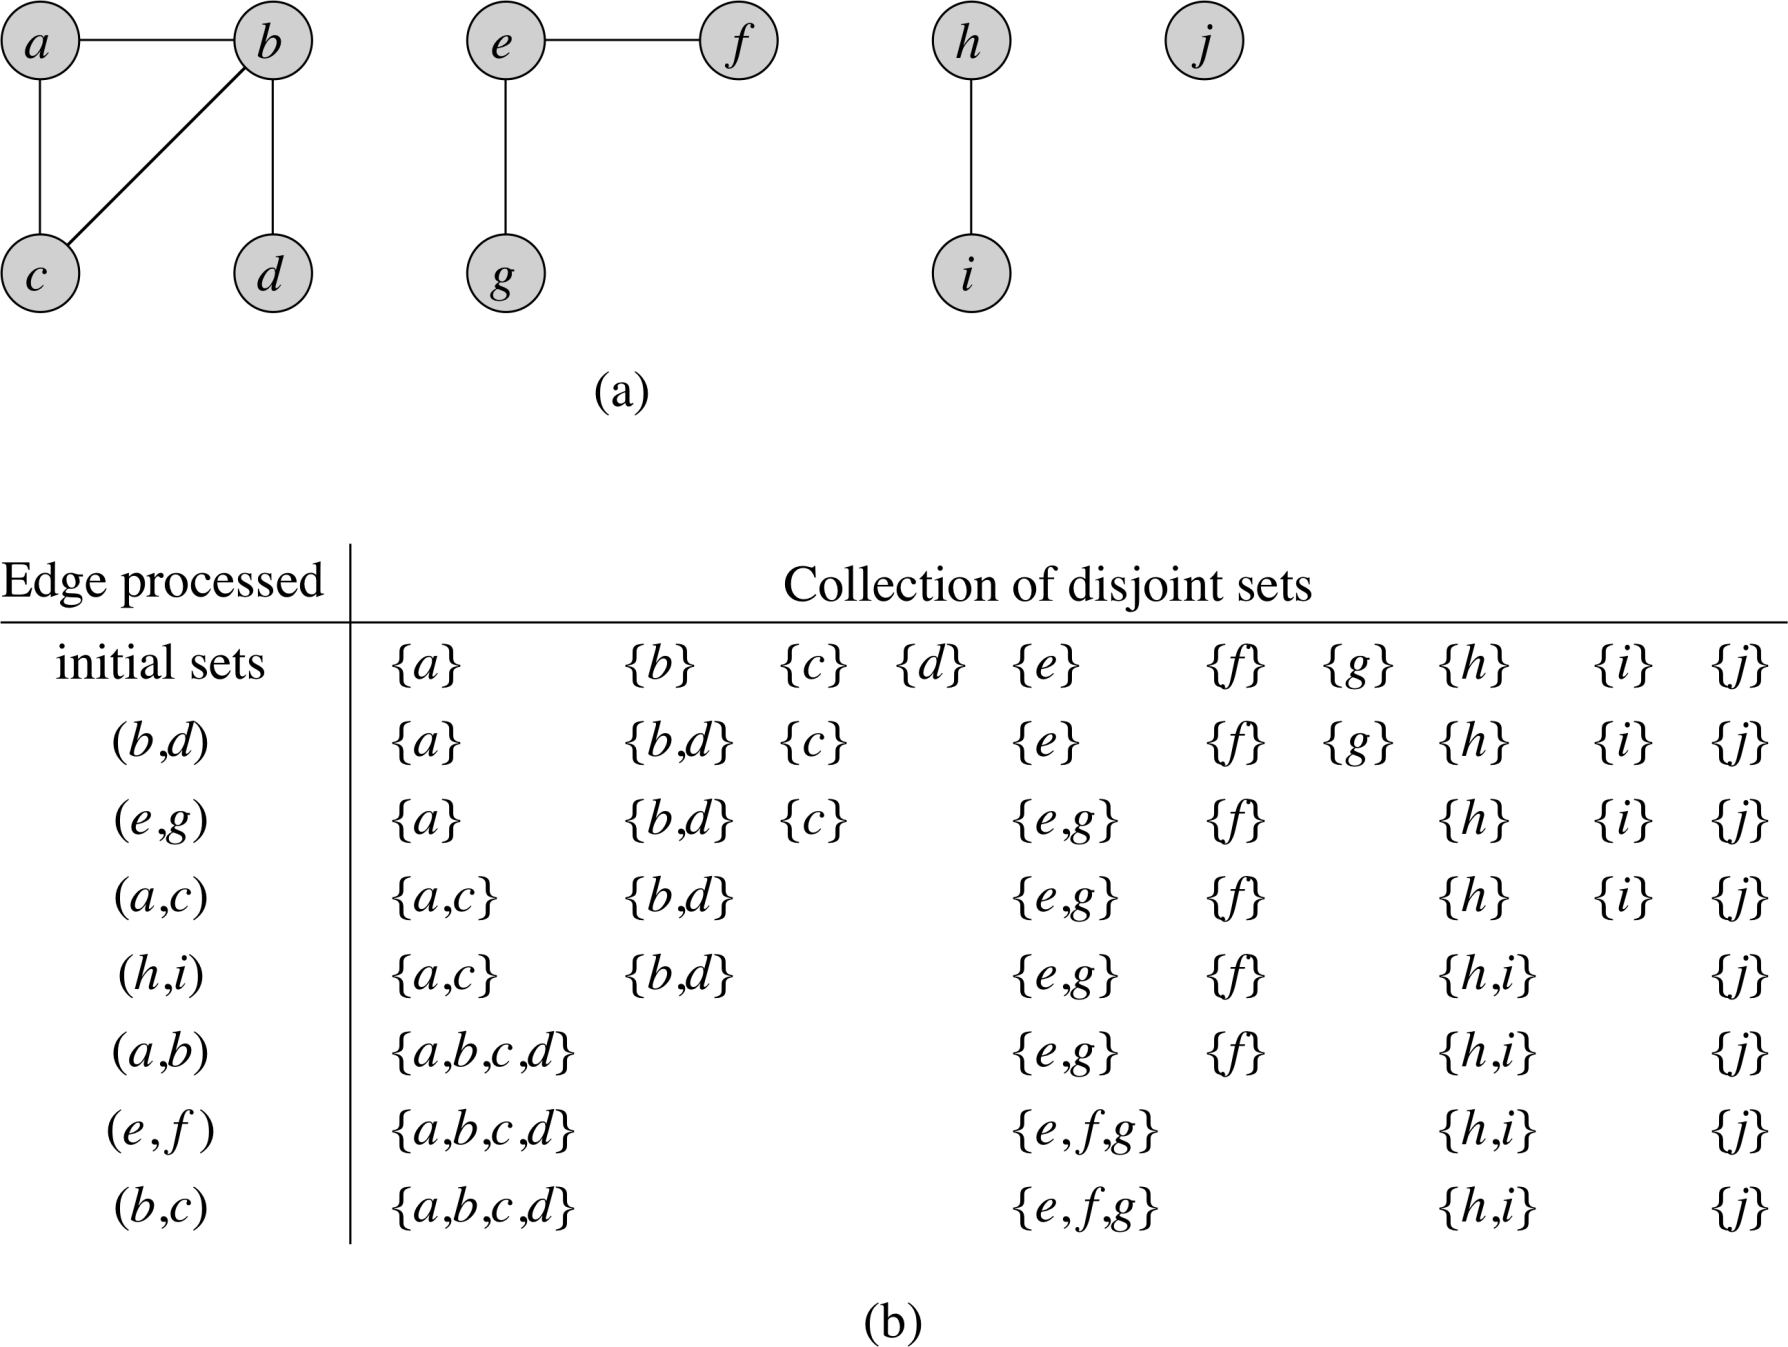 a b e f h j
c d g i
(a)
Edge processed Collection of disjoint sets
initial sets {a} {b} {c} {d} {e} {f} {g} {h} {i} {j}
(b,d) {a} {b,d} {c} {e} {f} {g} {h} {i} {j}
(e,g) {a} {b,d} {c} {e,g} {f} {h} {i} {j}
(a,c) {a,c} {b,d} {e,g} {f} {h} {i} {j}
(h,i) {a,c} {b,d} {e,g} {f} {h,i} {j}
(a,b) {a,b,c,d} {e,g} {f} {h,i} {j}
(e,f) {a,b,c,d} {e,f,g} {h,i} {j}
(b,c) {a,b,c,d} {e,f,g} {h,i} {j}
(b)